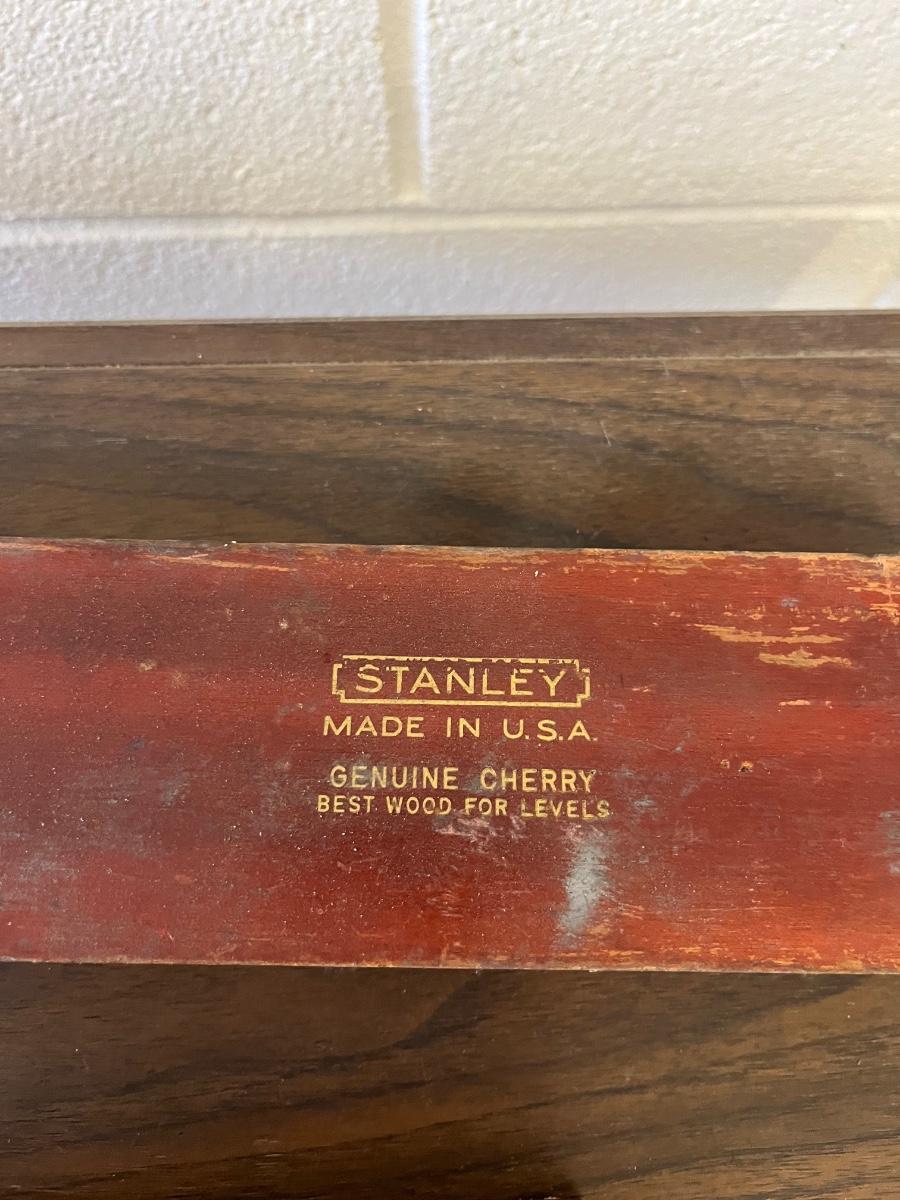 STANLEY
MADE IN U.S.A.
GENUINE CHERRY
BEST WOOD FOR LEVELS